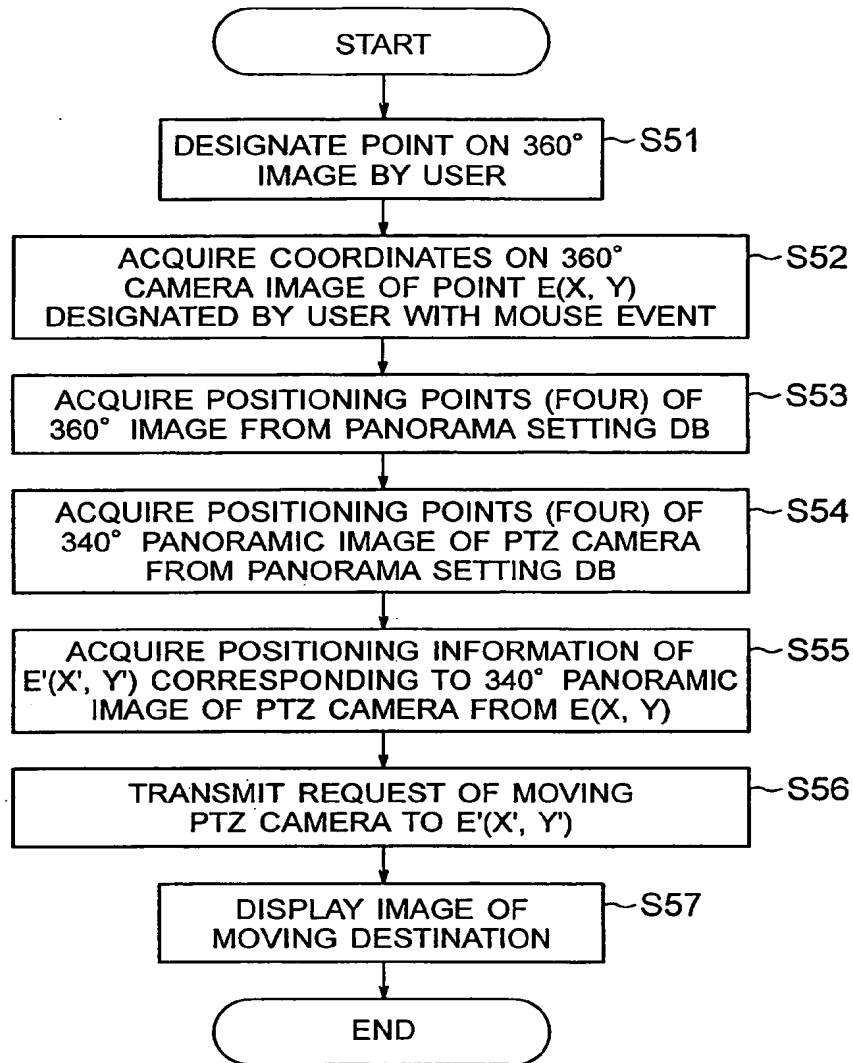 START
DESIGNATE POINT ON 360°
IMAGE BY USER
S51
ACQUIRE COORDINATES ON 360°
CAMERA IMAGE OF POINT E(X, Y)
DESIGNATED BY USER WITH MOUSE EVENT
S52
ACQUIRE POSITIONING POINTS (FOUR) OF
360° IMAGE FROM PANORAMA SETTING DB
S53
ACQUIRE POSITIONING POINTS (FOUR) OF
340° PANORAMIC IMAGE OF PTZ CAMERA
FROM PANORAMA SETTING DB
S54
ACQUIRE POSITIONING INFORMATION OF
E'(X', Y') CORRESPONDING TO 340° PANORAMIC
IMAGE OF PTZ CAMERA FROM E(X, Y)
S55
TRANSMIT REQUEST OF MOVING
PTZ CAMERA TO E'(X', Y')
S56
DISPLAY IMAGE OF
MOVING DESTINATION
S57
END